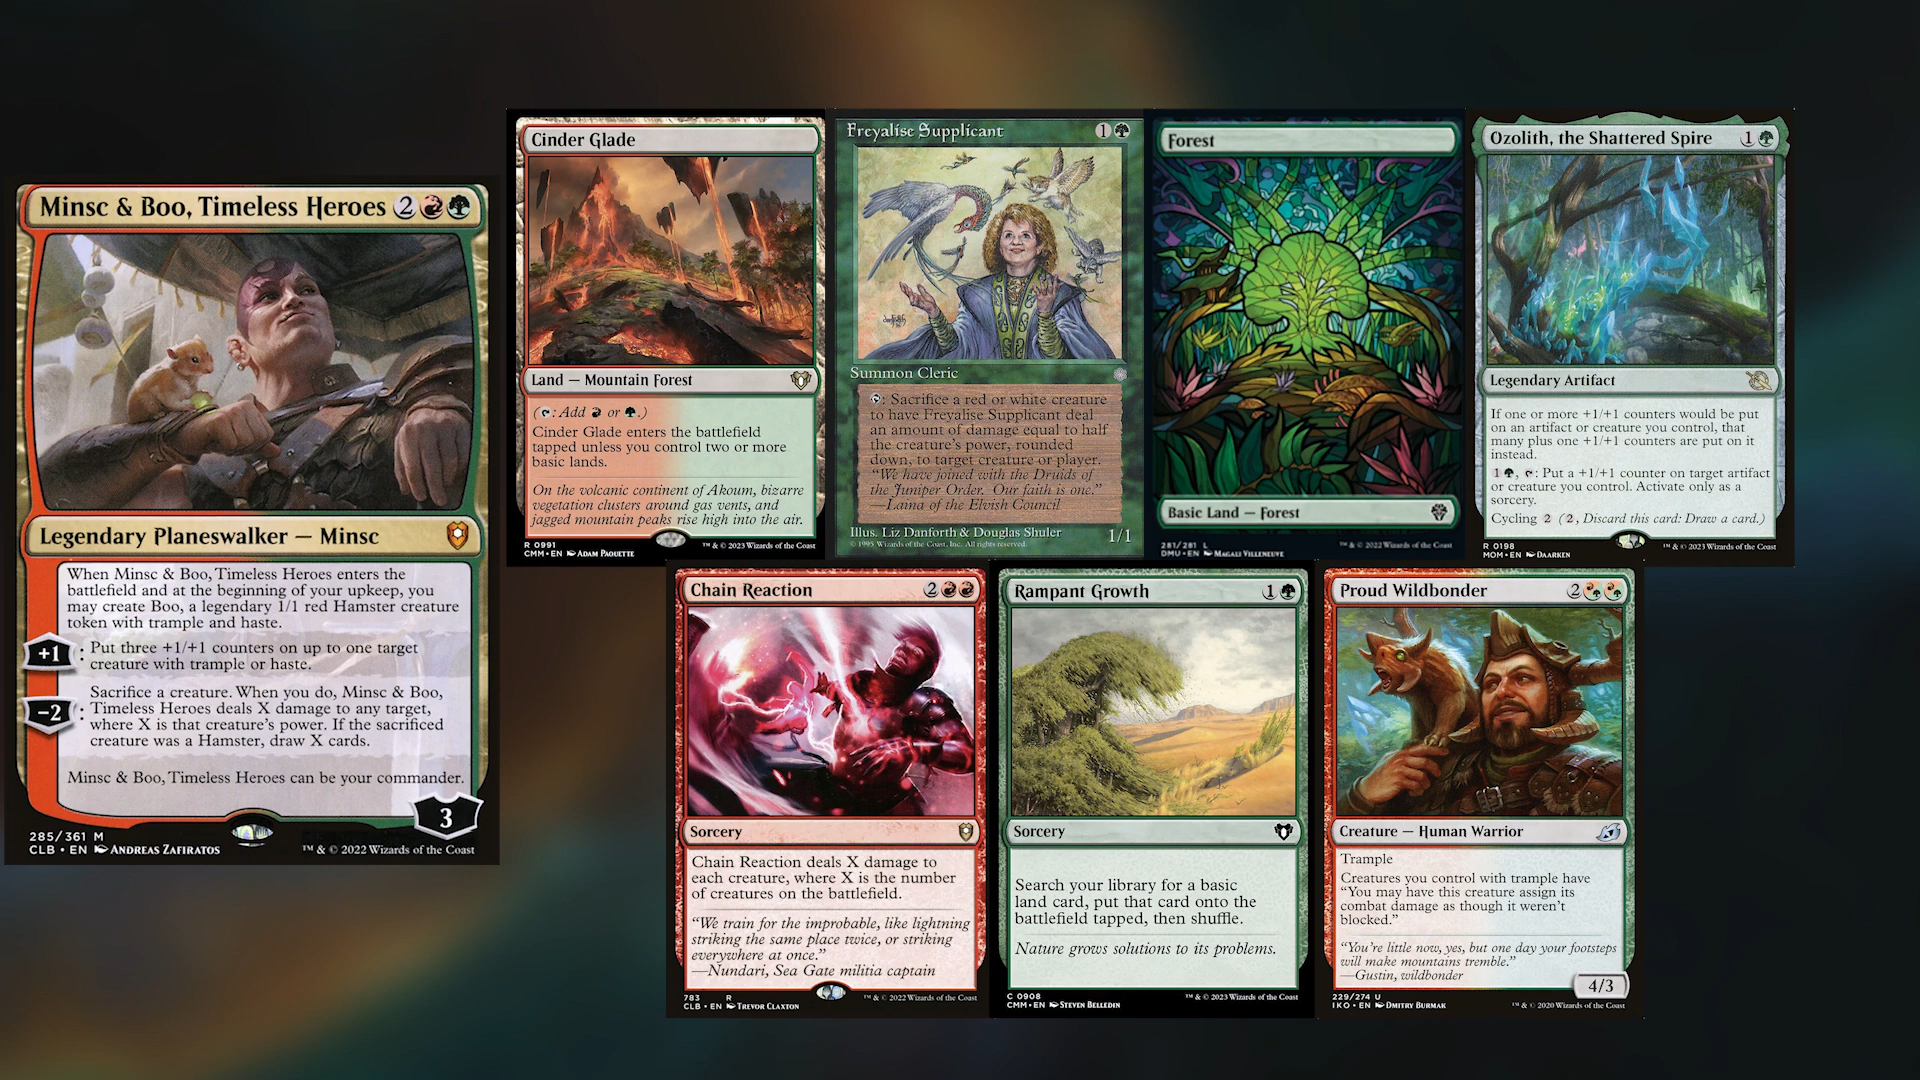 Minsc & Boo, Timeless Heroes 2
Legendary Planeswalker — Minsc
When Minsc & Boo, Timeless Heroes enters the
battlefield and at the beginning of your upkeep, you
may create Boo, a legendary 1/1 red Hamster creature
token with trample and haste.
+1 : Put three +1/+1 counters on up to one target
creature with trample or haste.
Sacrifice a creature. When you do, Minsc & Boo,
−2 : Timeless Heroes deals X damage to any target,
where X is that creature's power. If the sacrificed
creature was a Hamster, draw X cards.
Minsc & Boo, Timeless Heroes can be your commander.
3
285/361 M
CLB • EN ANDREAS ZAFIRATOS ™ & © 2022 Wizards of the Coast
Cinder Glade
Land — Mountain Forest
( : Add or .)
Cinder Glade enters the battlefield
tapped unless you control two or more
basic lands.
On the volcanic continent of Akoum, bizarre
vegetation clusters around gas vents, and
jagged mountain peaks rise high into the air.
R 0991
CMM • EN ADAM PAQUETTE ™ & © 2023 Wizards of the Coast
Freyalise Supplicant 1
Summon Cleric
: Sacrifice a red or white creature
to have Freyalise Supplicant deal
an amount of damage equal to half
the creature's power, rounded
down, to target creature or player.
"We have joined with the Druids of
the Juniper Order. Our faith is one."
—Laina of the Elvish Council
Illus. Liz Danforth & Douglas Shuler
© 1995 Wizards of the Coast, Inc. All rights reserved.
1/1
Forest
Basic Land — Forest
281/281 L
DMU • EN MAGALI VILLENEUVE ™ & © 2022 Wizards of the Coast
Ozolith, the Shattered Spire 1
Legendary Artifact
If one or more +1/+1 counters would be put
on an artifact or creature you control, that
many plus one +1/+1 counters are put on it
instead.
1 , : Put a +1/+1 counter on target artifact
or creature you control. Activate only as a
sorcery.
Cycling 2 (2, Discard this card: Draw a card.)
R 0198
MOM • EN DAARKEN ™ & © 2023 Wizards of the Coast
Chain Reaction 2
Sorcery
Chain Reaction deals X damage to
each creature, where X is the number
of creatures on the battlefield.
"We train for the improbable, like lightning
striking the same place twice, or striking
everywhere at once."
—Nundari, Sea Gate militia captain
783 R
CLB • EN TREVOR CLAXTON ™ & © 2022 Wizards of the Coast
Rampant Growth 1
Sorcery
Search your library for a basic
land card, put that card onto the
battlefield tapped, then shuffle.
Nature grows solutions to its problems.
C 0908
CMM • EN STEVEN BELLEDIN ™ & © 2023 Wizards of the Coast
Proud Wildbonder 2
Creature — Human Warrior
Trample
Creatures you control with trample have
"You may have this creature assign its
combat damage as though it weren't
blocked."
"You're little now, yes, but one day your footsteps
will make mountains tremble."
—Gustin, wildbonder
4/3
229/274 U
IKO • EN DMITRY BURMAK ™ & © 2020 Wizards of the Coast